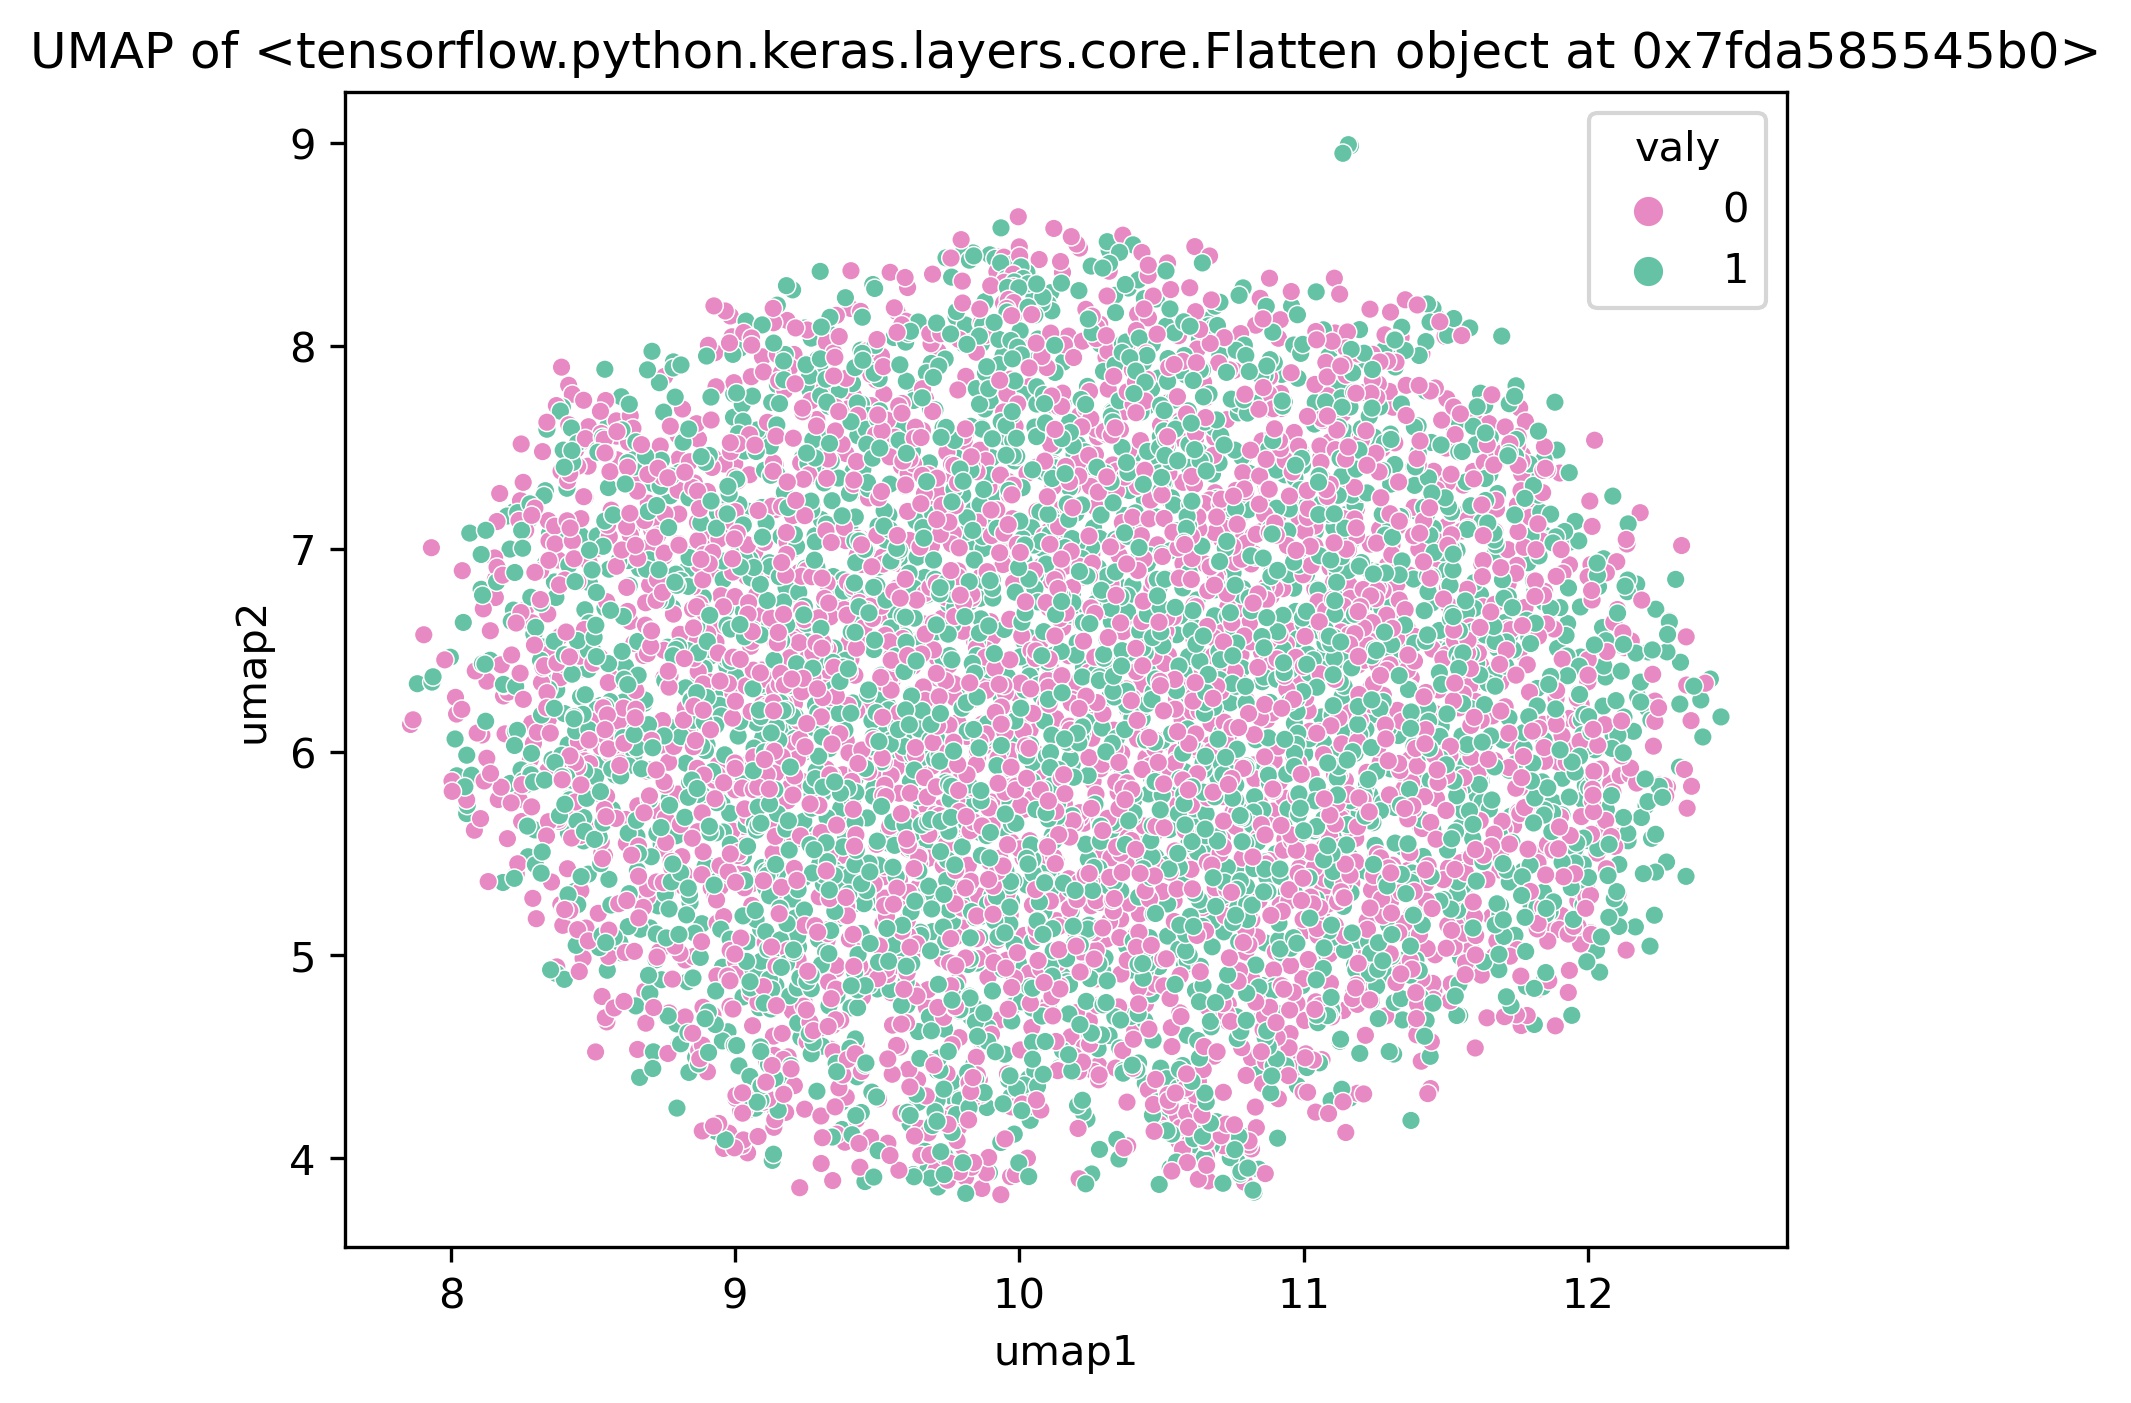 UMAP of <tensorflow.python.keras.layers.core.Flatten object at 0x7fda585545b0>
valy
0
1
9
8
7
6
5
4
umap2
8 9 10 11 12
umap1